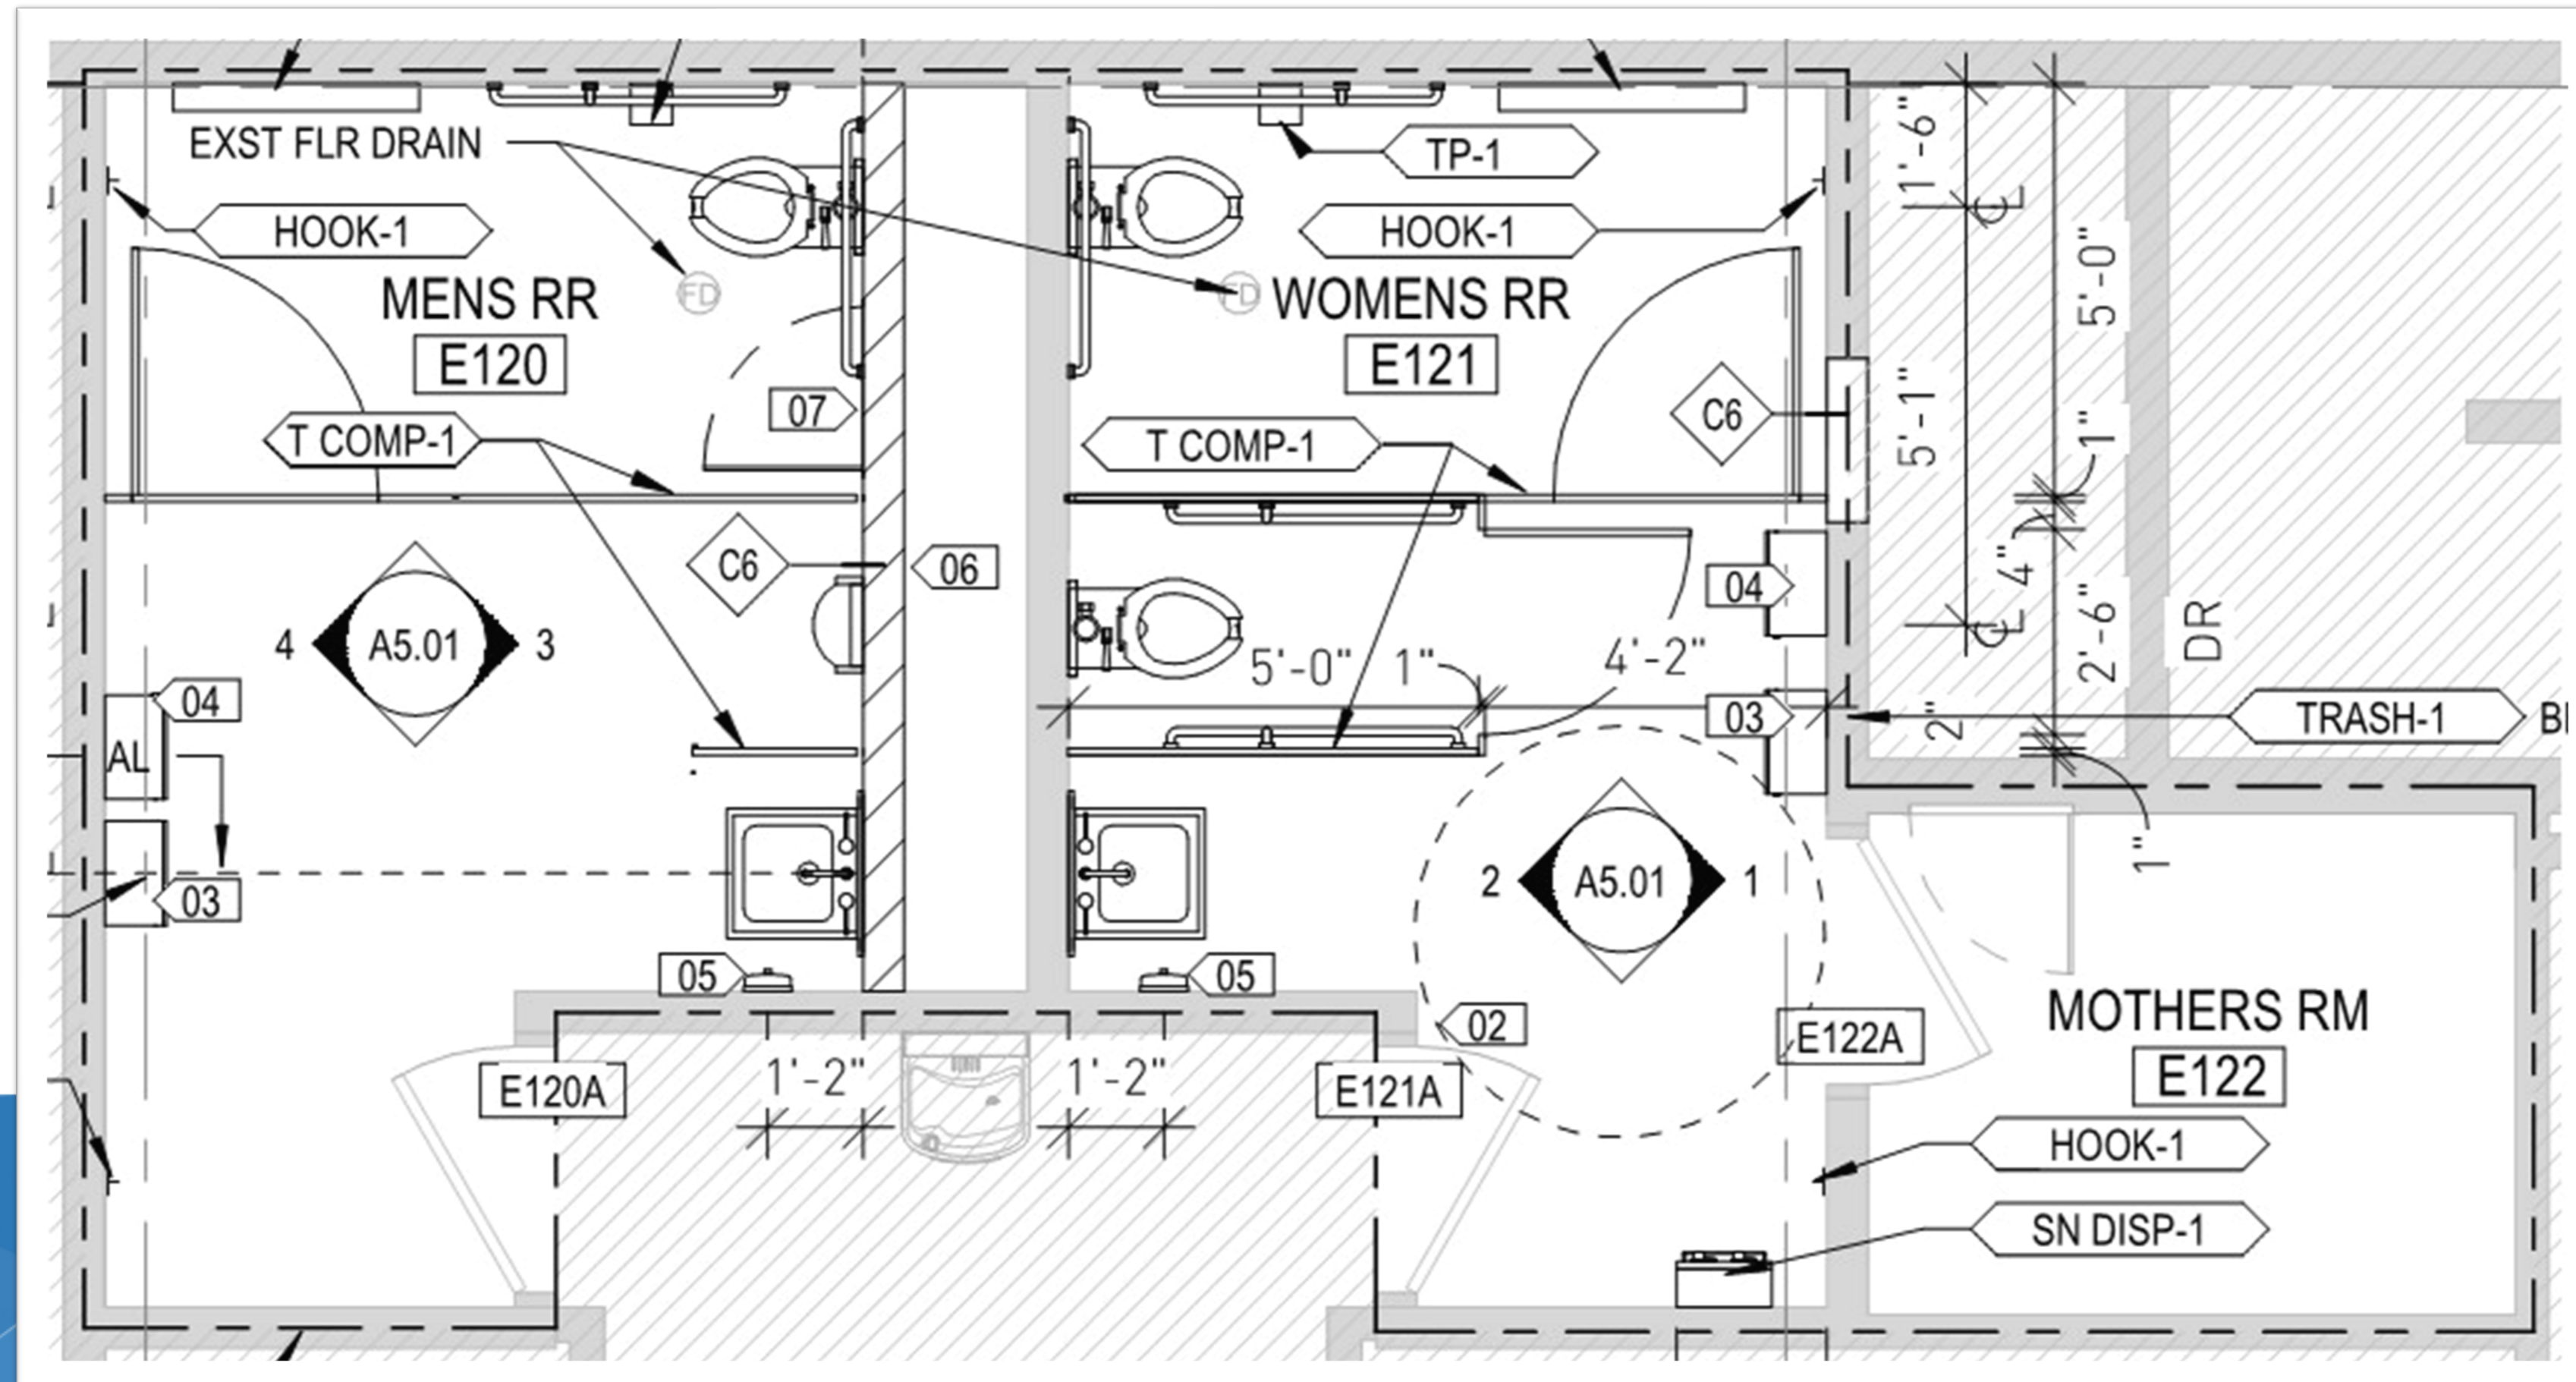 EXST FLR DRAIN
HOOK-1
MENS RR
E120
FD
T COMP-1
07
C6
06
4
A5.01
3
04
AL
03
05
E120A
1'-2"
TP-1
HOOK-1
FD
WOMENS RR
E121
C6
T COMP-1
04
5'-0"
1"
4'-2"
03
2
A5.01
1
05
02
1'-2"
E121A
E122A
1'-6"
5'-0"
5'-1"
1"
4"
2'-6"
2"
1"
DR
TRASH-1
MOTHERS RM
E122
HOOK-1
SN DISP-1